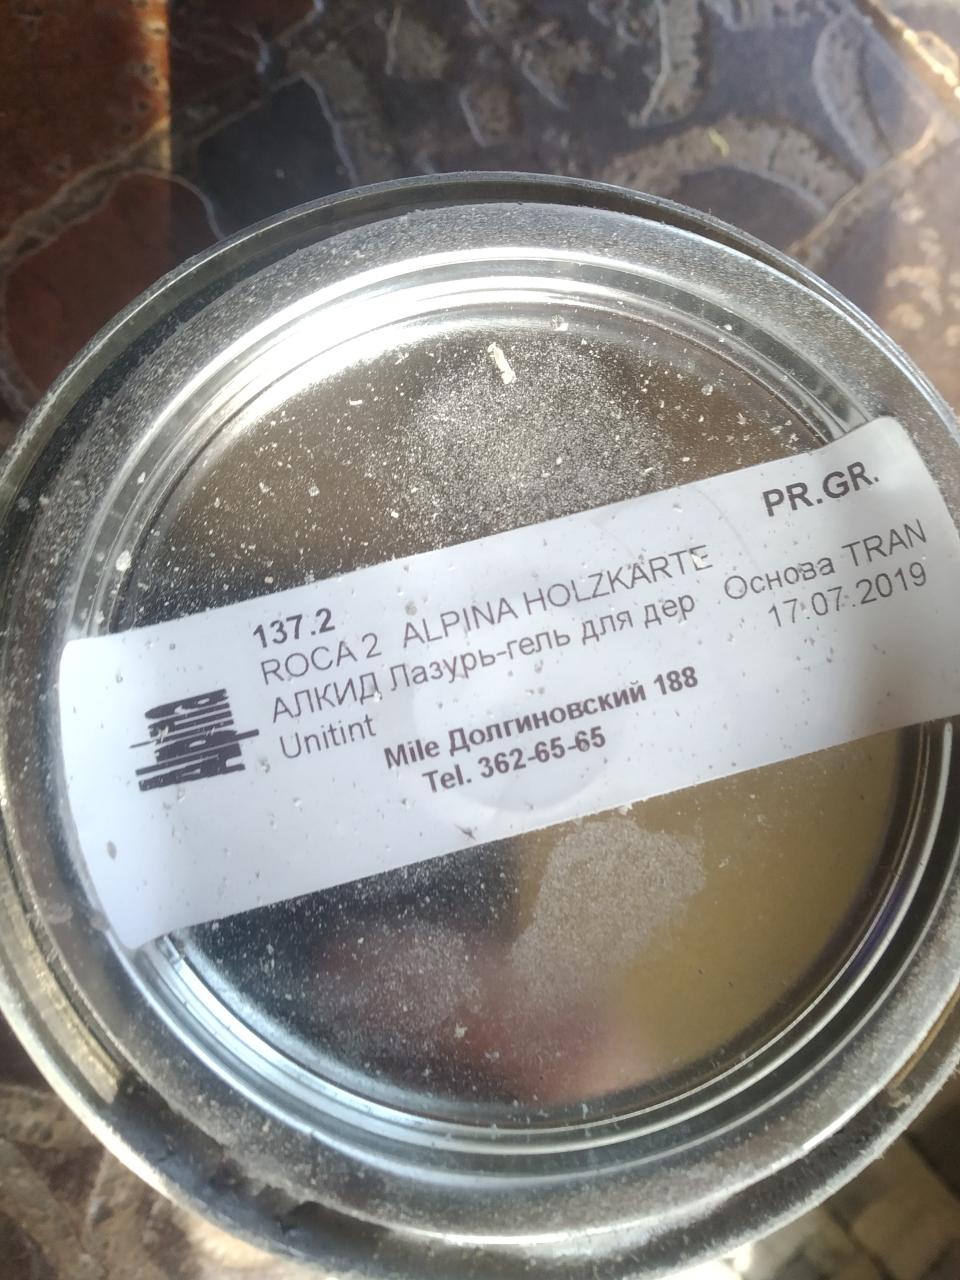 PR.GR.
137.2
ROCA 2 ALPINA HOLZKARTE Основа TRAN
АЛКИД Лазурь-гель для дер 17.07.2019
Unitint
Mile Долгиновский 188
Tel. 362-65-65
Alpina